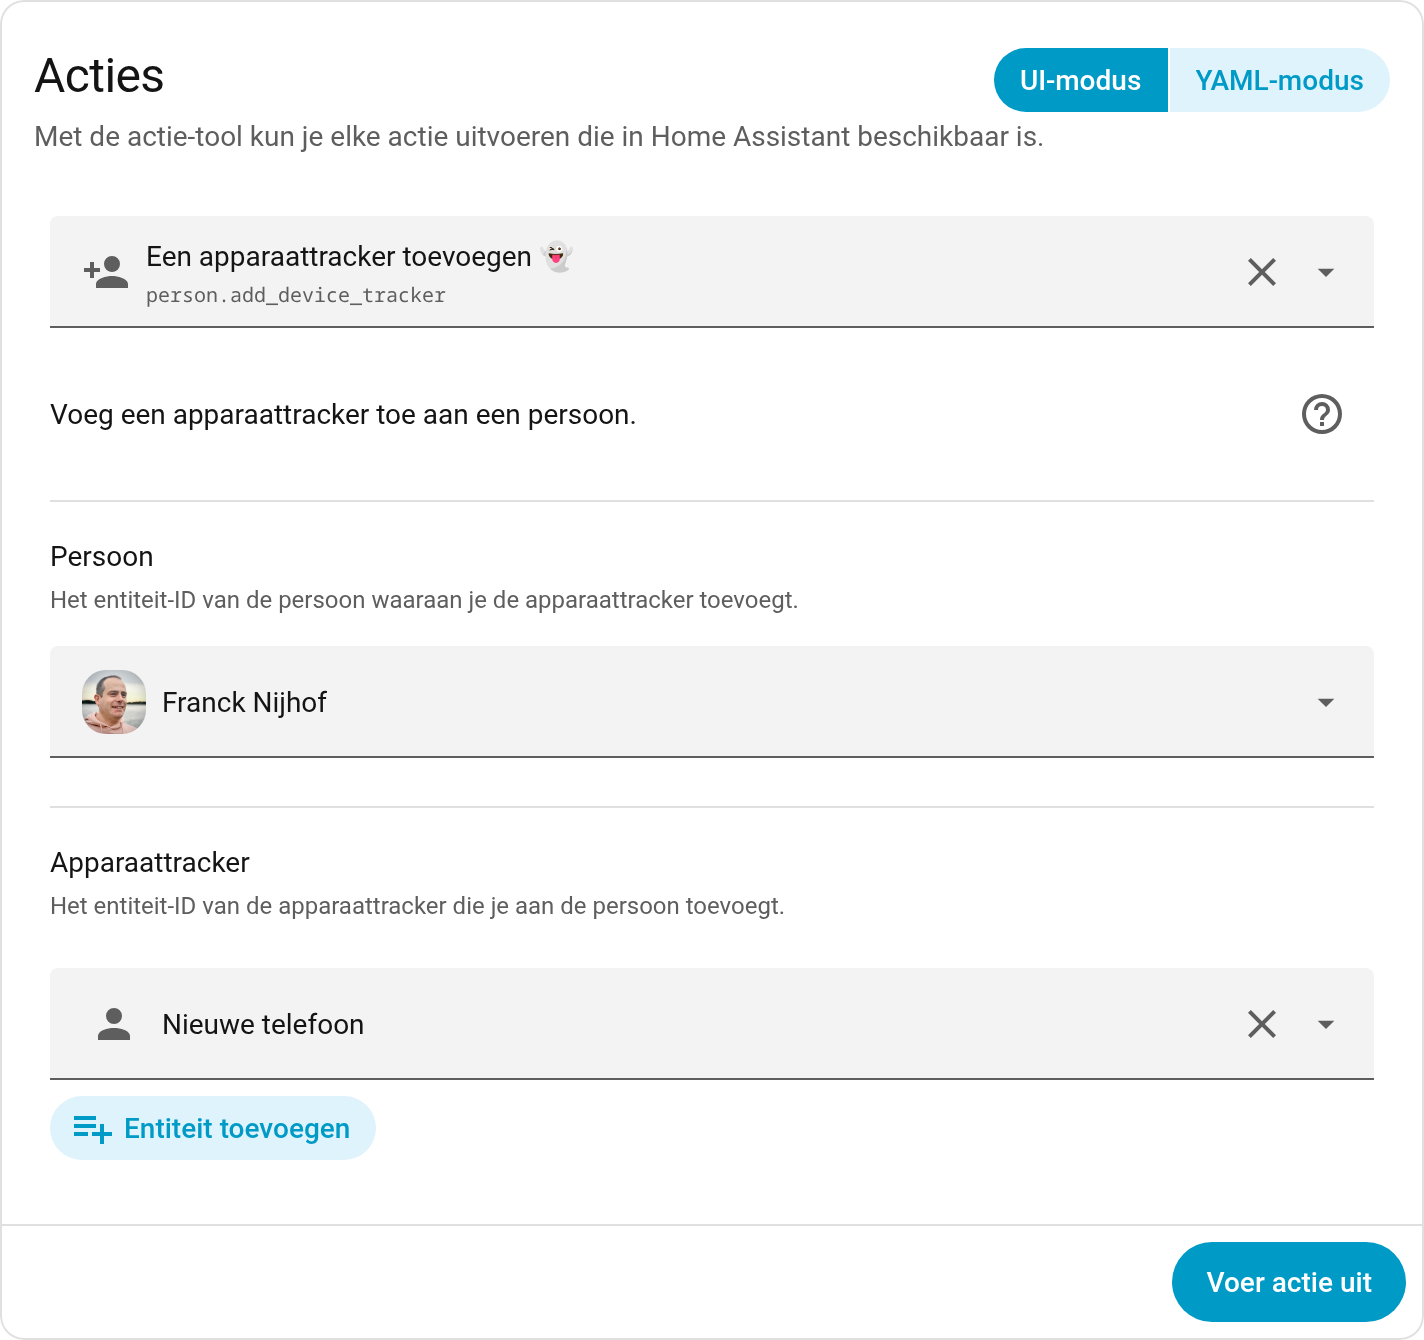 Acties
UI-modus
YAML-modus
Met de actie-tool kun je elke actie uitvoeren die in Home Assistant beschikbaar is.
Een apparaattracker toevoegen 👻
person.add_device_tracker
Voeg een apparaattracker toe aan een persoon.
Persoon
Het entiteit-ID van de persoon waaraan je de apparaattracker toevoegt.
Franck Nijhof
Apparaattracker
Het entiteit-ID van de apparaattracker die je aan de persoon toevoegt.
Nieuwe telefoon
Entiteit toevoegen
Voer actie uit